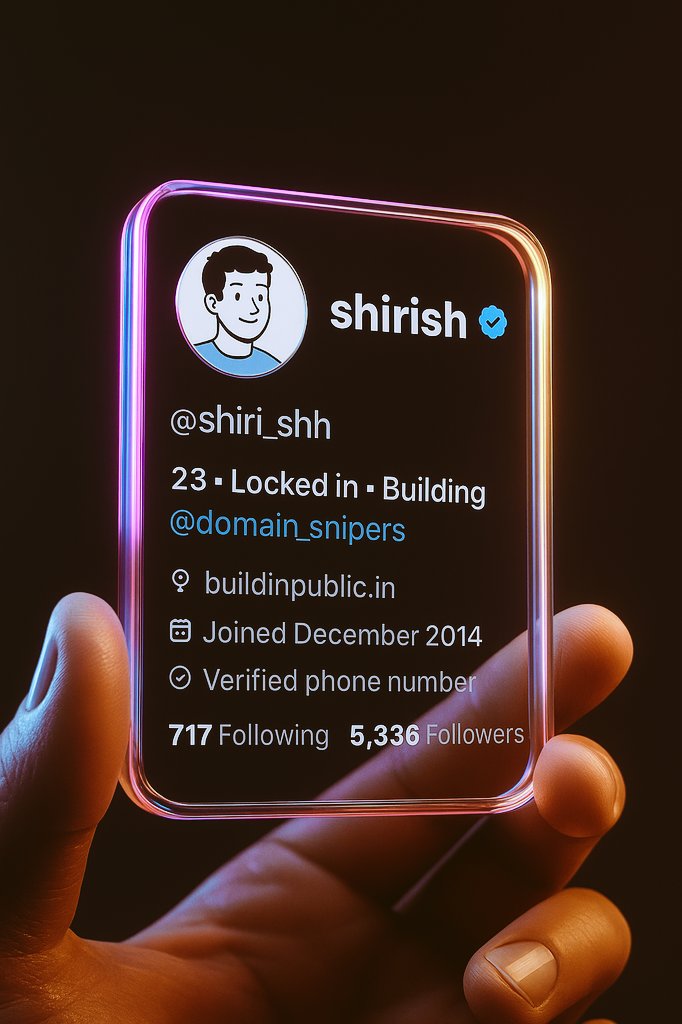 shirish
@shiri_shh
23 ▪ Locked in ▪ Building
@domain_snipers
buildinpublic.in
Joined December 2014
Verified phone number
717 Following 5,336 Followers